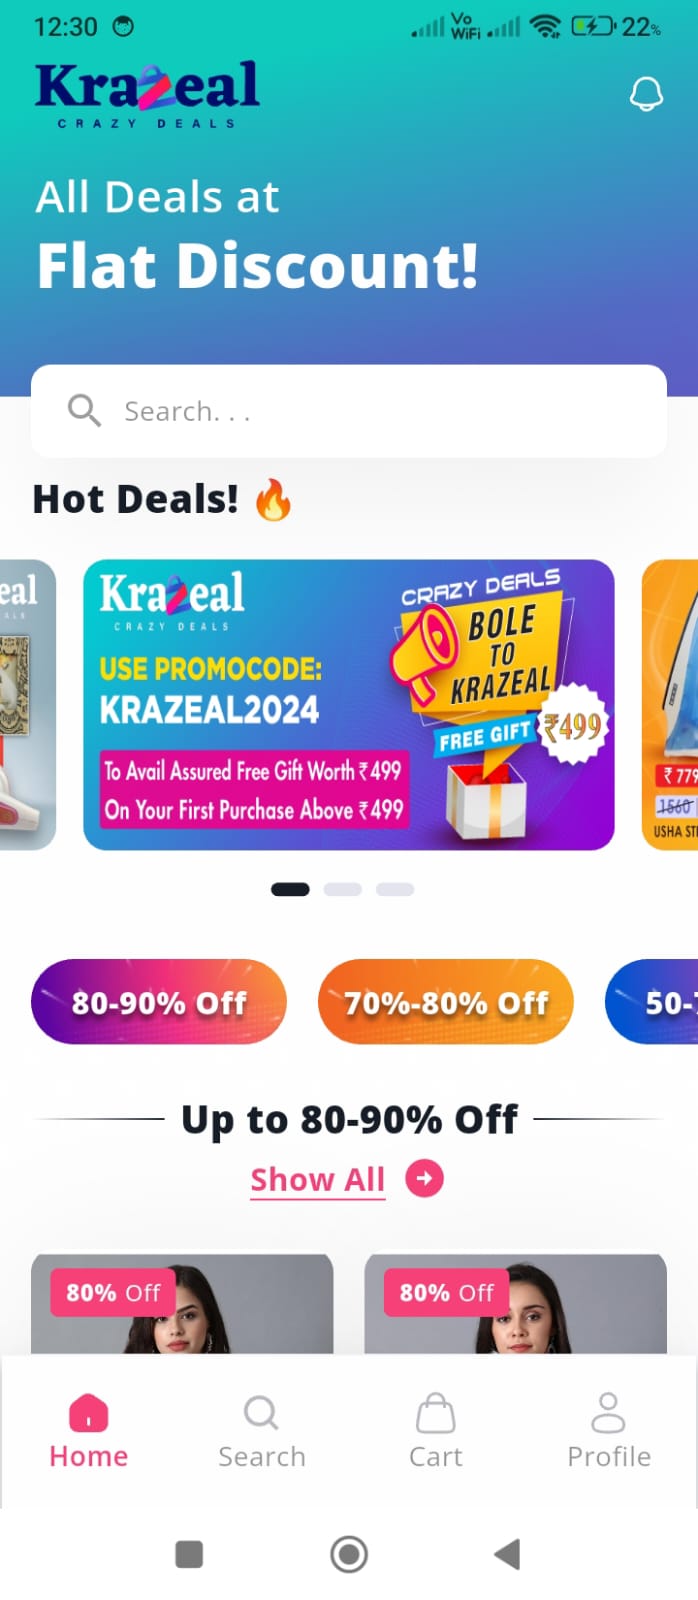 12:30
Vo
WiFi
22%
Krazeal
CRAZY DEALS
All Deals at
Flat Discount!
Search. . .
Hot Deals! 🔥
eal
ALS
Krazeal
CRAZY DEALS
USE PROMOCODE:
KRAZEAL2024
To Avail Assured Free Gift Worth ₹499
On Your First Purchase Above ₹499
CRAZY DEALS
BOLE
TO
KRAZEAL
FREE GIFT
₹499
₹ 779
1560
USHA STE
80-90% Off
70%-80% Off
50-
Up to 80-90% Off
Show All
80% Off
80% Off
Home
Search
Cart
Profile